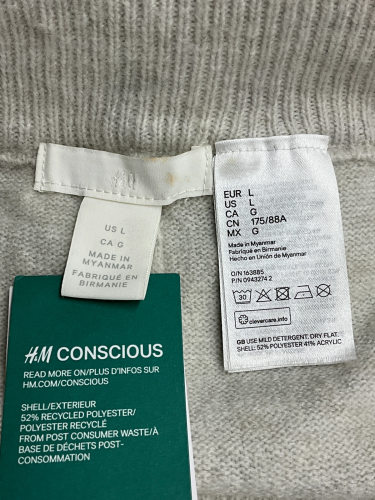 H&M
US L
CA G
MADE IN
MYANMAR
FABRIQUÉ EN
BIRMANIE
EUR L
US L
CA G
CN 175/88A
MX G
Made in Myanmar
Fabriqué en Birmanie
Hecho en Unión de Myanmar
O/N 163885
P/N 0943274 2
30
clevercare.info
GB USE MILD DETERGENT. DRY FLAT.
SHELL: 52% POLYESTER 41% ACRYLIC
H&M CONSCIOUS
READ MORE ON/PLUS D'INFOS SUR
HM.COM/CONSCIOUS
SHELL/EXTERIEUR
52% RECYCLED POLYESTER/
POLYESTER RECYCLÉ
FROM POST CONSUMER WASTE/À
BASE DE DÉCHETS POST-
CONSOMMATION